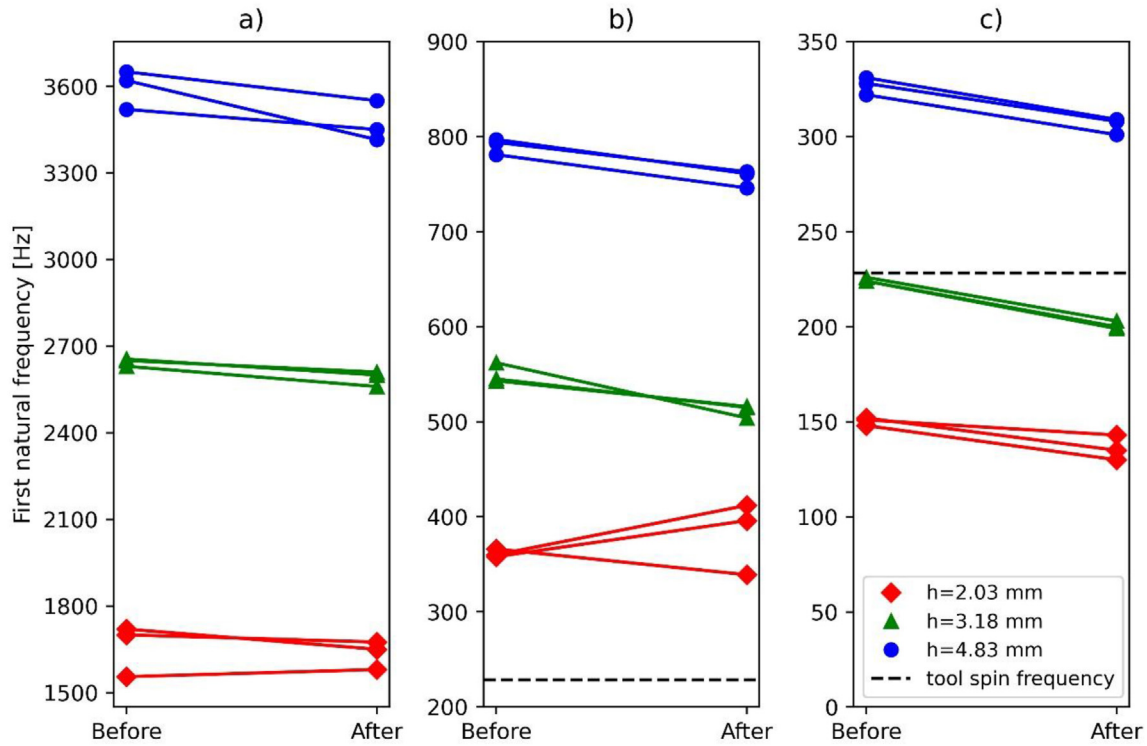 a)
b)
c)
First natural frequency [Hz]
3600
3300
3000
2700
2400
2100
1800
1500
Before
After
900
800
700
600
500
400
300
200
Before
After
350
300
250
200
150
100
50
0
Before
After
h=2.03 mm
h=3.18 mm
h=4.83 mm
tool spin frequency